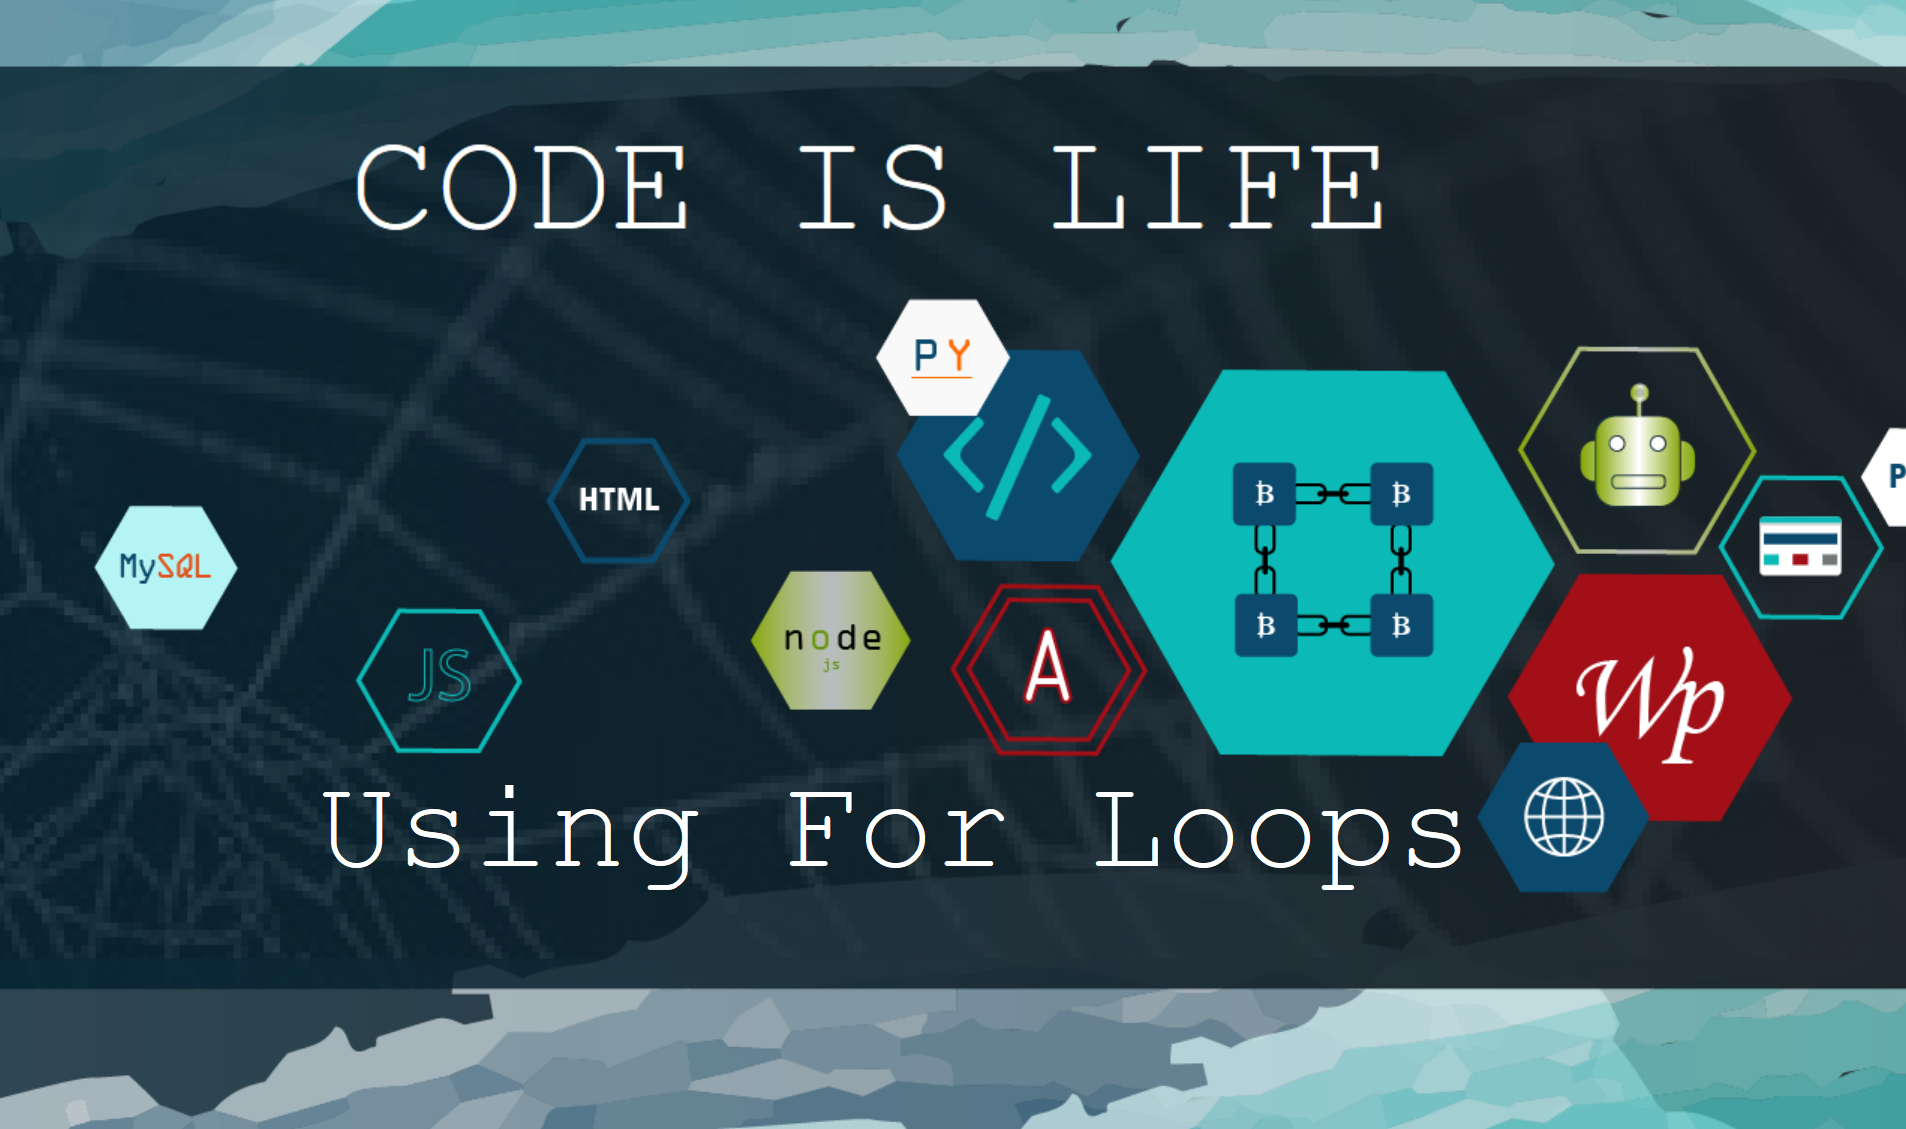 CODE IS LIFE
PY
HTML
MySQL
JS
node
js
A
B
B
B
B
P
Wp
Using For Loops